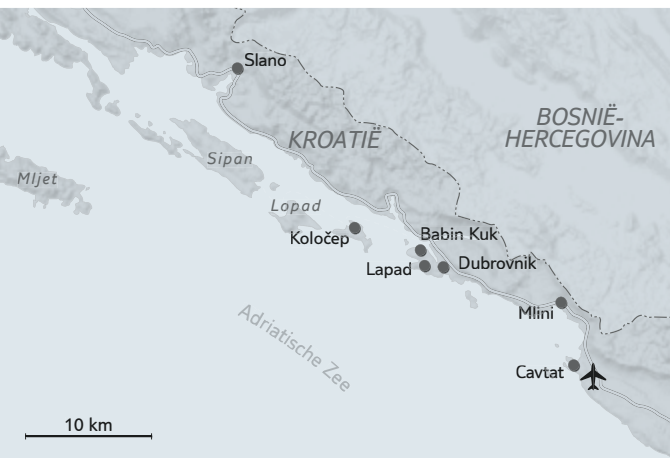 Slano
BOSNIË-
HERCEGOVINA
KROATIË
Sipan
Mljet
Lopad
Koločep
Babin Kuk
Lapad
Dubrovnik
Mlini
Adriatische Zee
Cavtat
10 km